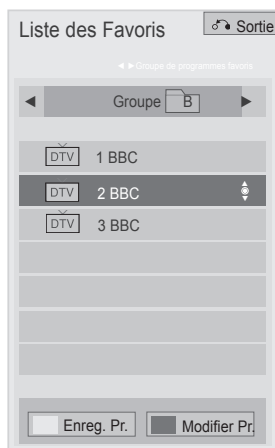 Liste des Favoris
Sortie
◄ ►Groupe de programmes favoris
◄ Groupe B ►
DTV 1 BBC
DTV 2 BBC
DTV 3 BBC
Enreg. Pr. Modifier Pr.